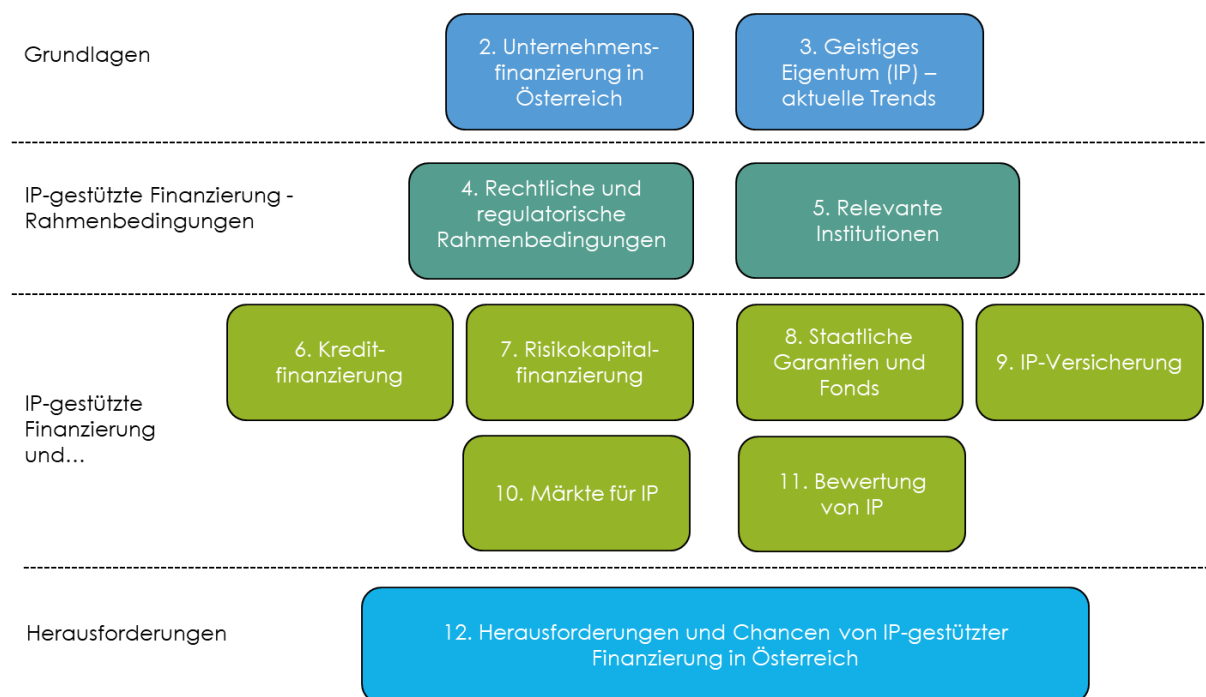 Grundlagen
2. Unternehmens-
finanzierung in
Österreich
3. Geistiges
Eigentum (IP) –
aktuelle Trends
IP-gestützte Finanzierung -
Rahmenbedingungen
4. Rechtliche und
regulatorische
Rahmenbedingungen
5. Relevante
Institutionen
IP-gestützte
Finanzierung
und...
6. Kredit-
finanzierung
7. Risikokapital-
finanzierung
8. Staatliche
Garantien und
Fonds
9. IP-Versicherung
10. Märkte für IP
11. Bewertung
von IP
Herausforderungen
12. Herausforderungen und Chancen von IP-gestützter
Finanzierung in Österreich